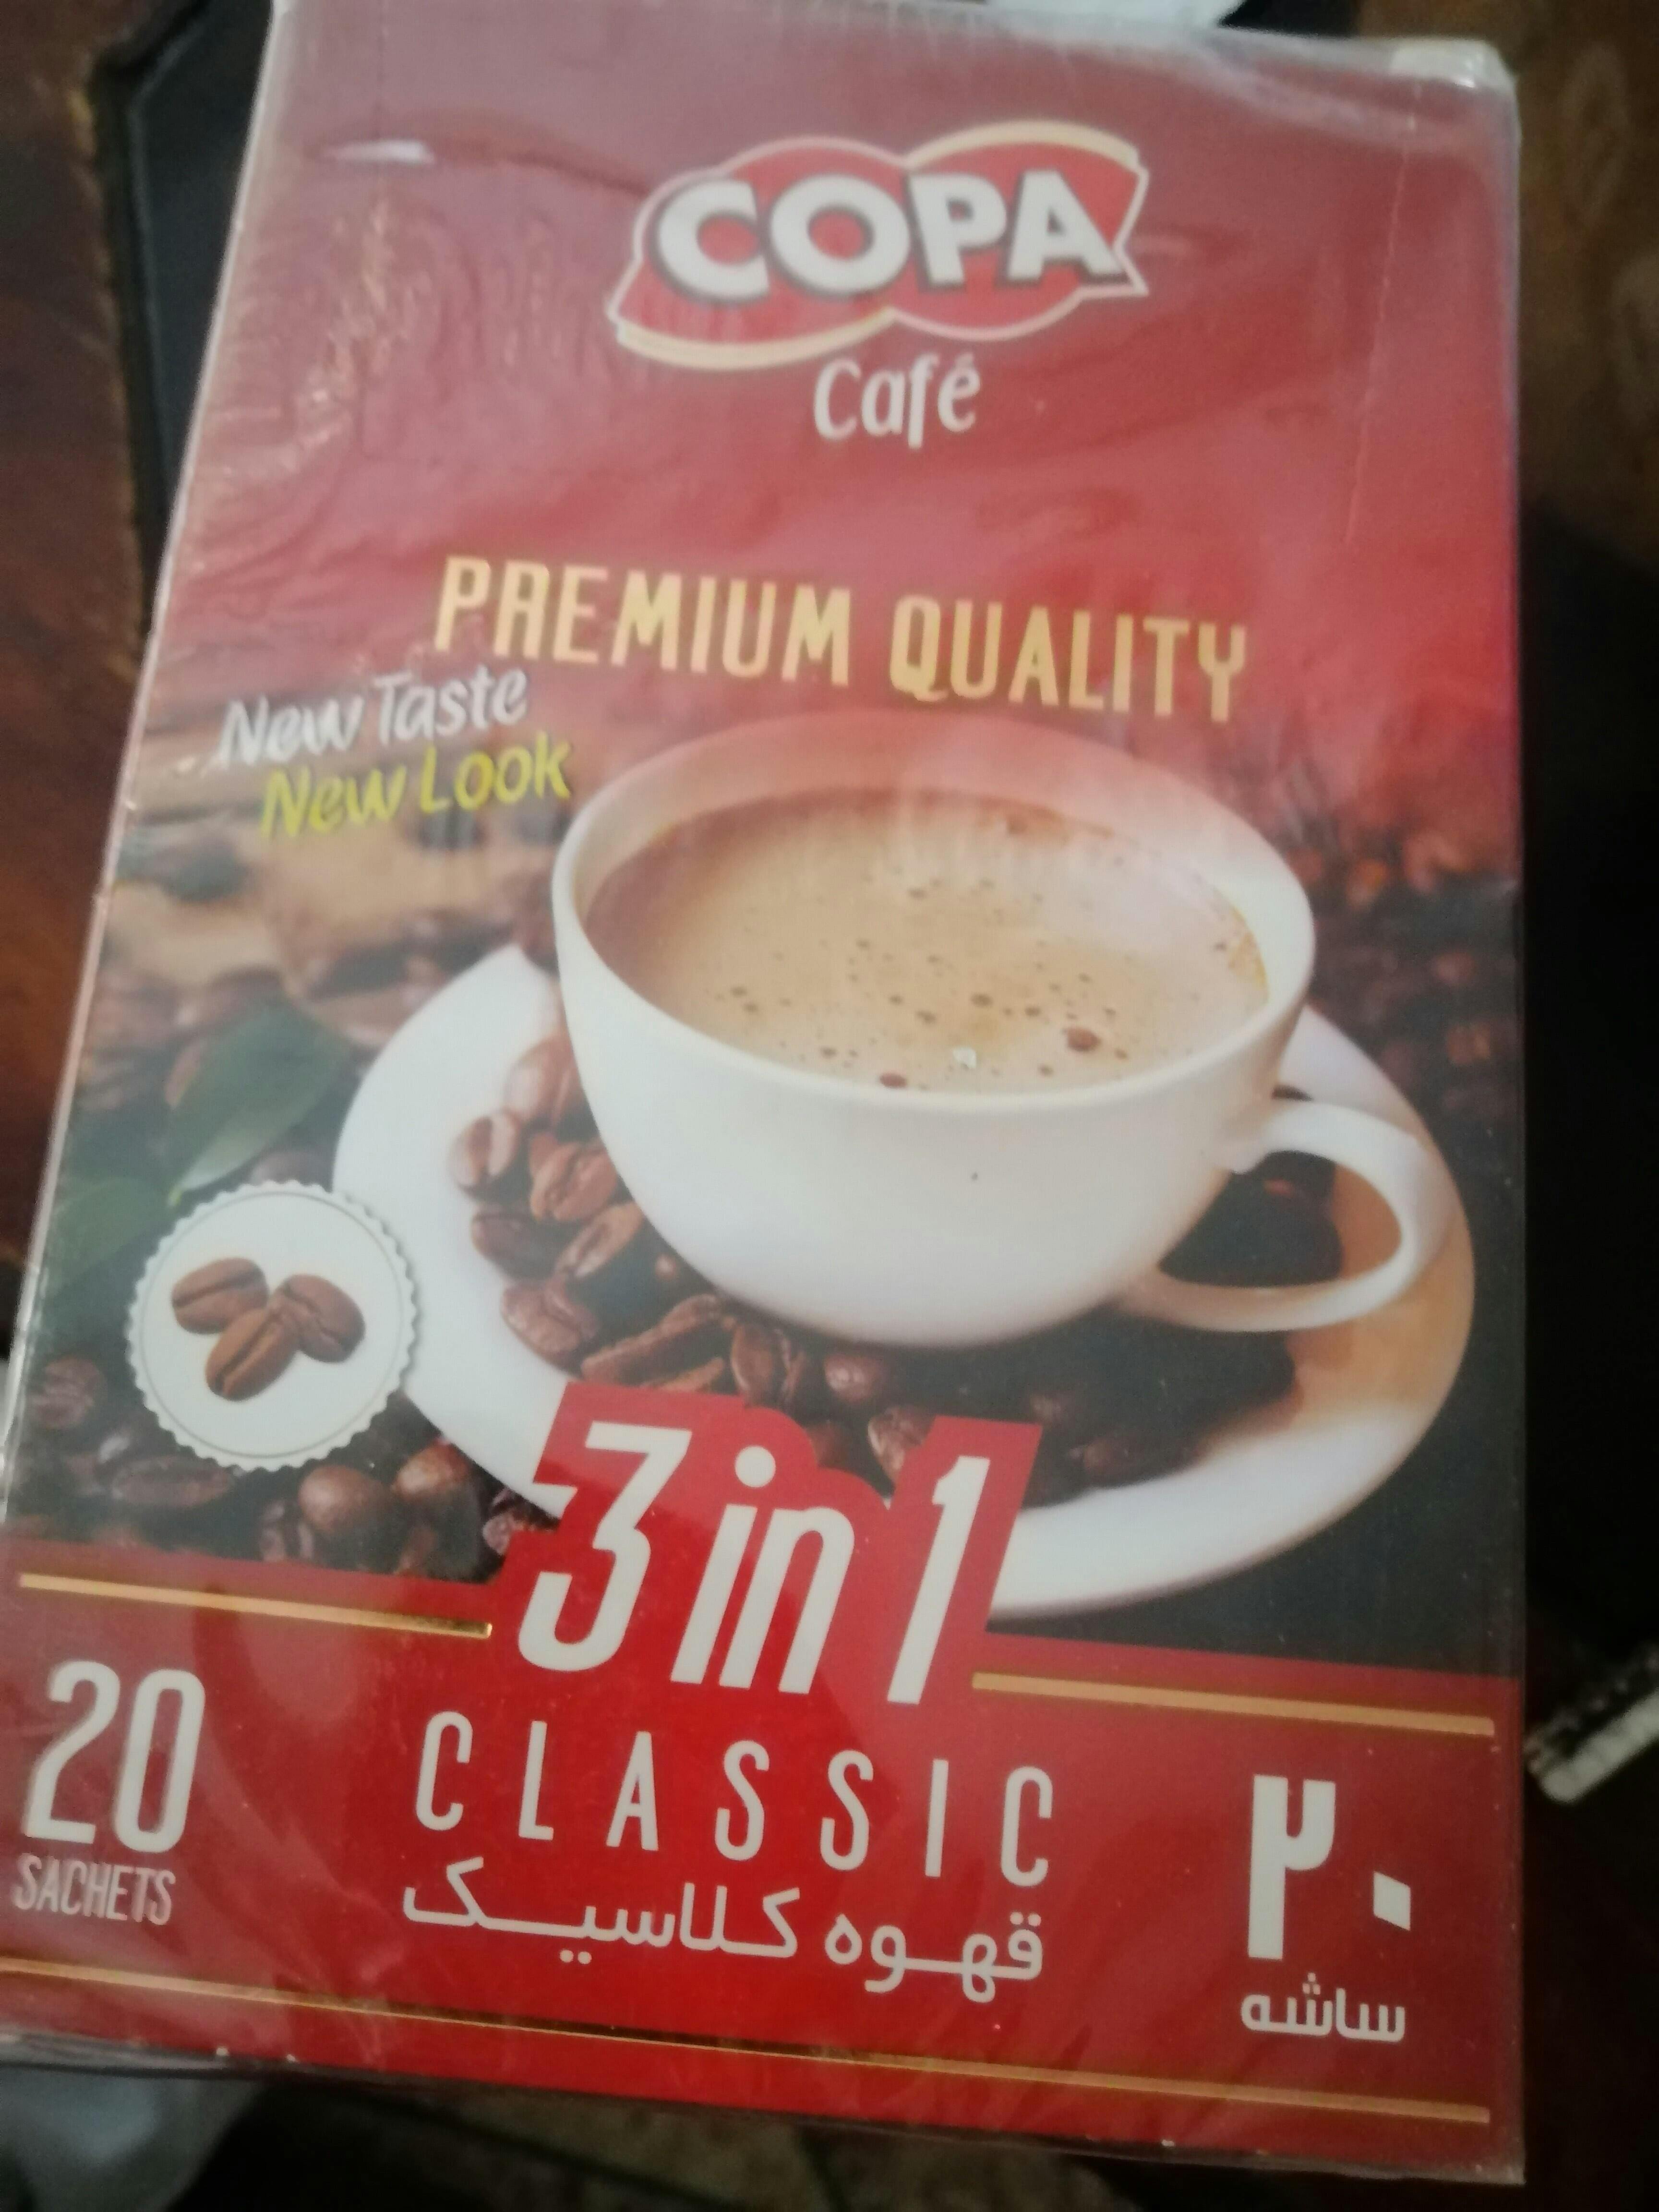 COPA
Café
PREMIUM QUALITY
New Taste
New Look
3 in 1
20
SACHETS
CLASSIC
قهوه کلاسیک
۲۰
ساشه